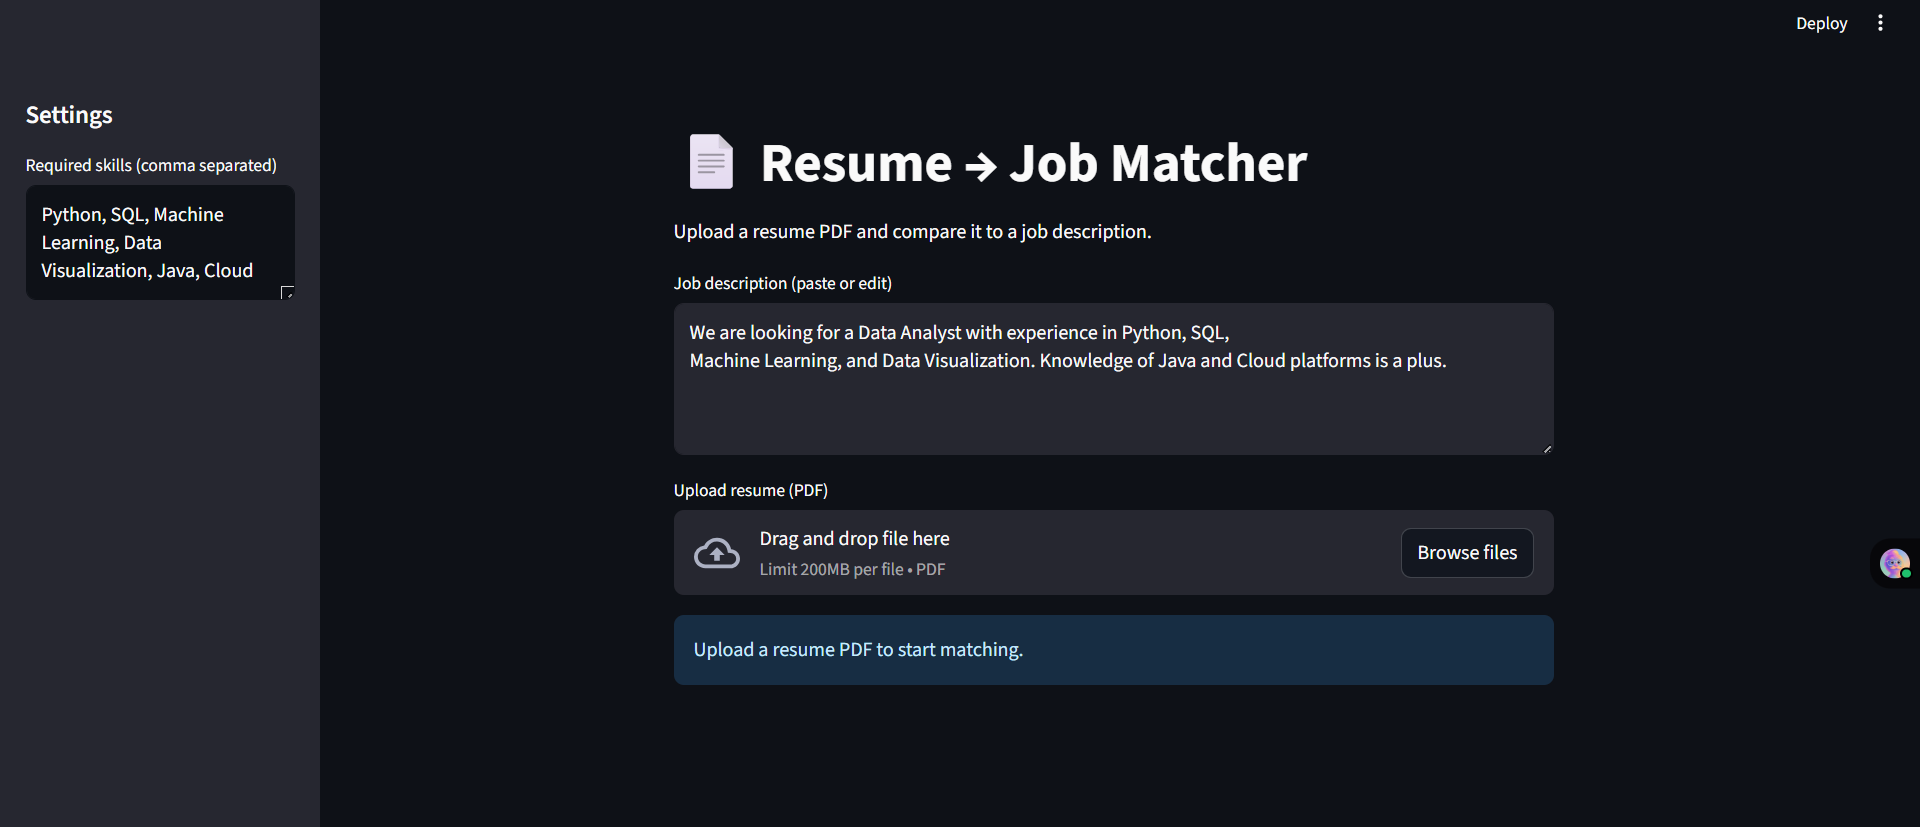 Deploy
Settings
Required skills (comma separated)
Python, SQL, Machine
Learning, Data
Visualization, Java, Cloud
Resume → Job Matcher
Upload a resume PDF and compare it to a job description.
Job description (paste or edit)
We are looking for a Data Analyst with experience in Python, SQL,
Machine Learning, and Data Visualization. Knowledge of Java and Cloud platforms is a plus.
Upload resume (PDF)
Drag and drop file here
Limit 200MB per file • PDF
Browse files
Upload a resume PDF to start matching.